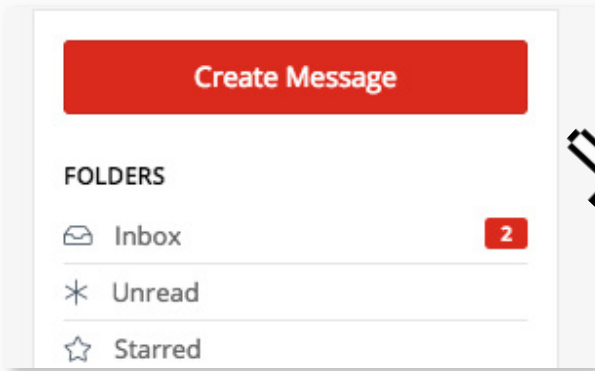 Create Message
FOLDERS
Inbox 2
Unread
Starred